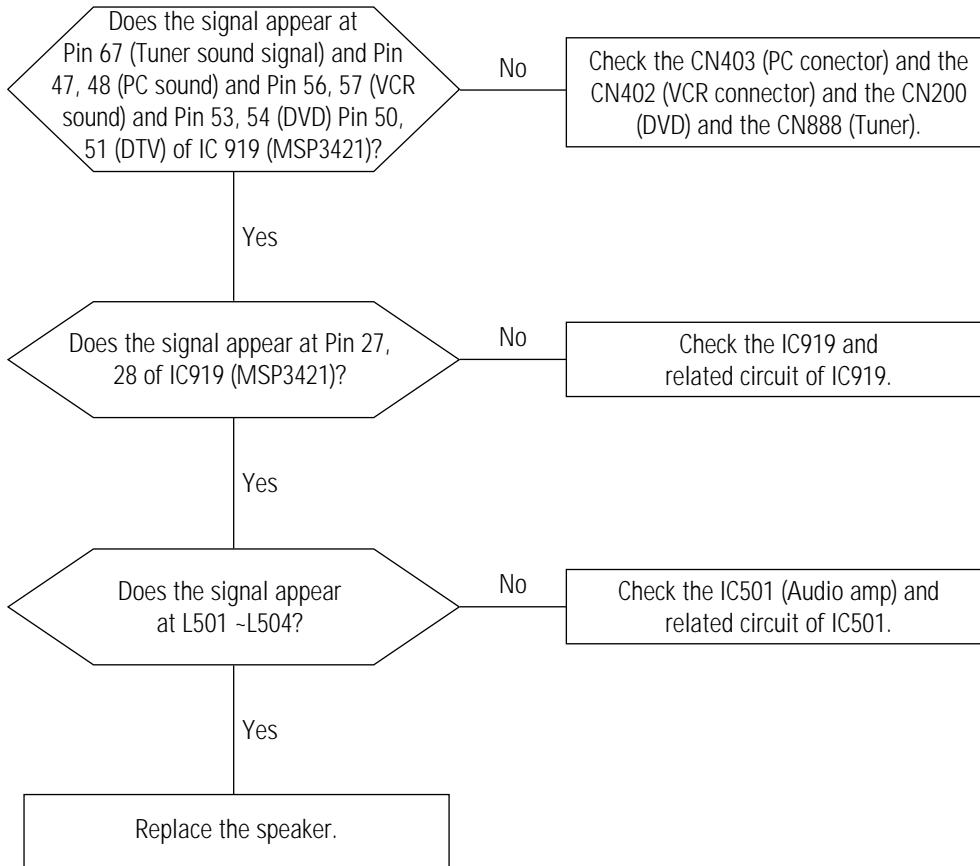 Does the signal appear at
Pin 67 (Tuner sound signal) and Pin
47, 48 (PC sound) and Pin 56, 57 (VCR
sound) and Pin 53, 54 (DVD) Pin 50,
51 (DTV) of IC 919 (MSP3421)?
No
Check the CN403 (PC conector) and the
CN402 (VCR connector) and the CN200
(DVD) and the CN888 (Tuner).
Yes
Does the signal appear at Pin 27,
28 of IC919 (MSP3421)?
No
Check the IC919 and
related circuit of IC919.
Yes
Does the signal appear
at L501 ~L504?
No
Check the IC501 (Audio amp) and
related circuit of IC501.
Yes
Replace the speaker.